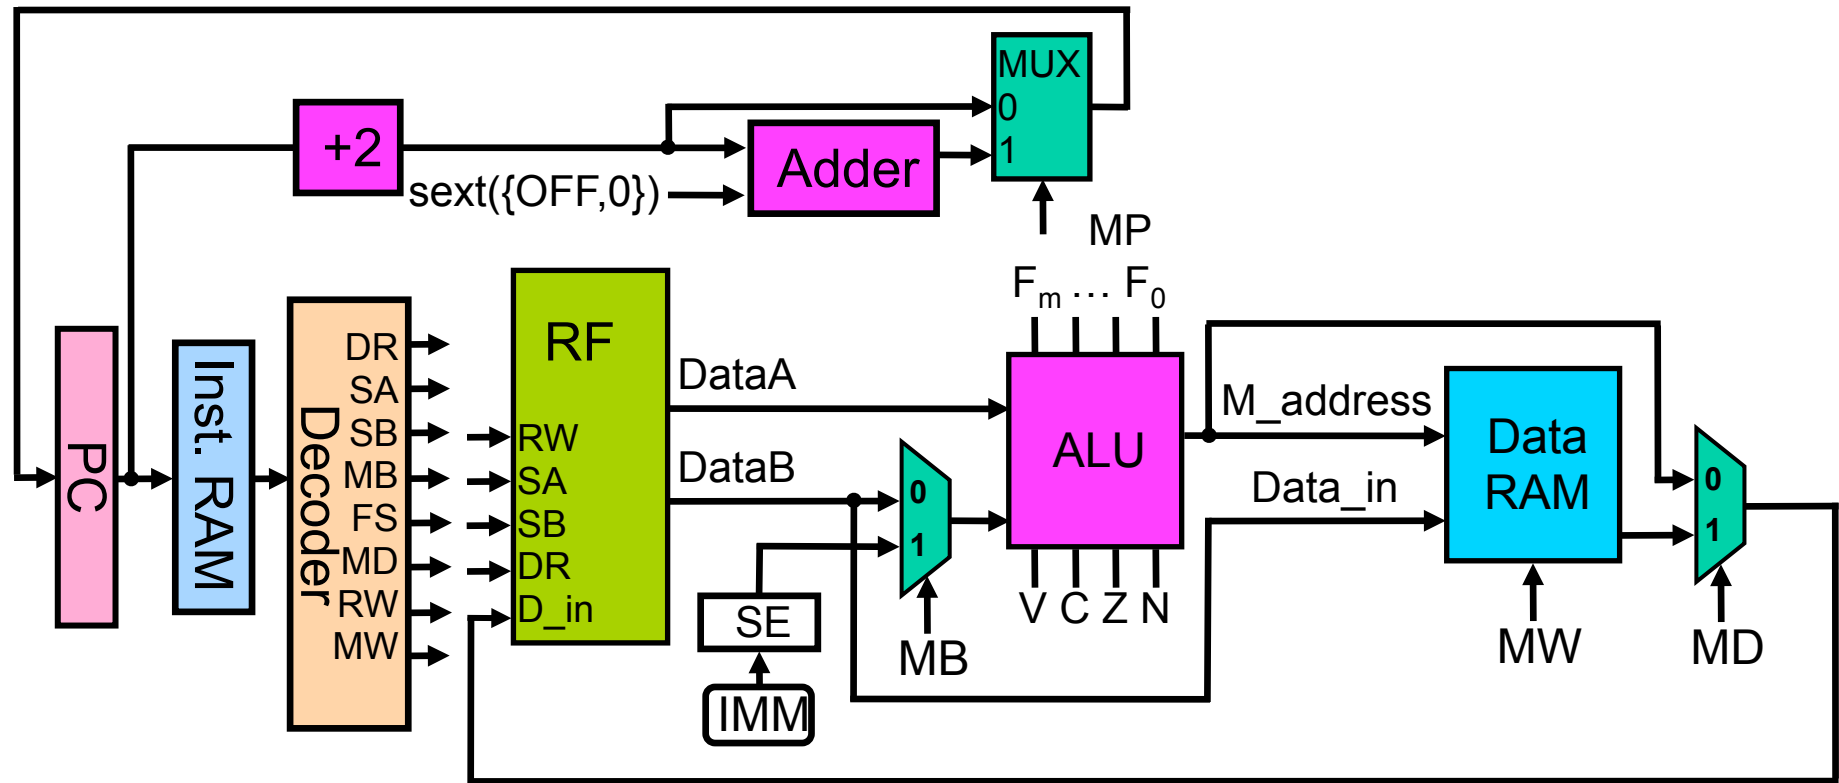 MUX
0
1
+2
Adder
sext({OFF,0})
MP
F_m ... F_0
PC
Inst. RAM
Decoder
DR
SA
SB
MB
FS
MD
RW
MW
RF
RW
SA
SB
DR
D_in
DataA
DataB
0
1
MB
SE
IMM
ALU
V C Z N
M_address
Data_in
Data
RAM
MW
0
1
MD